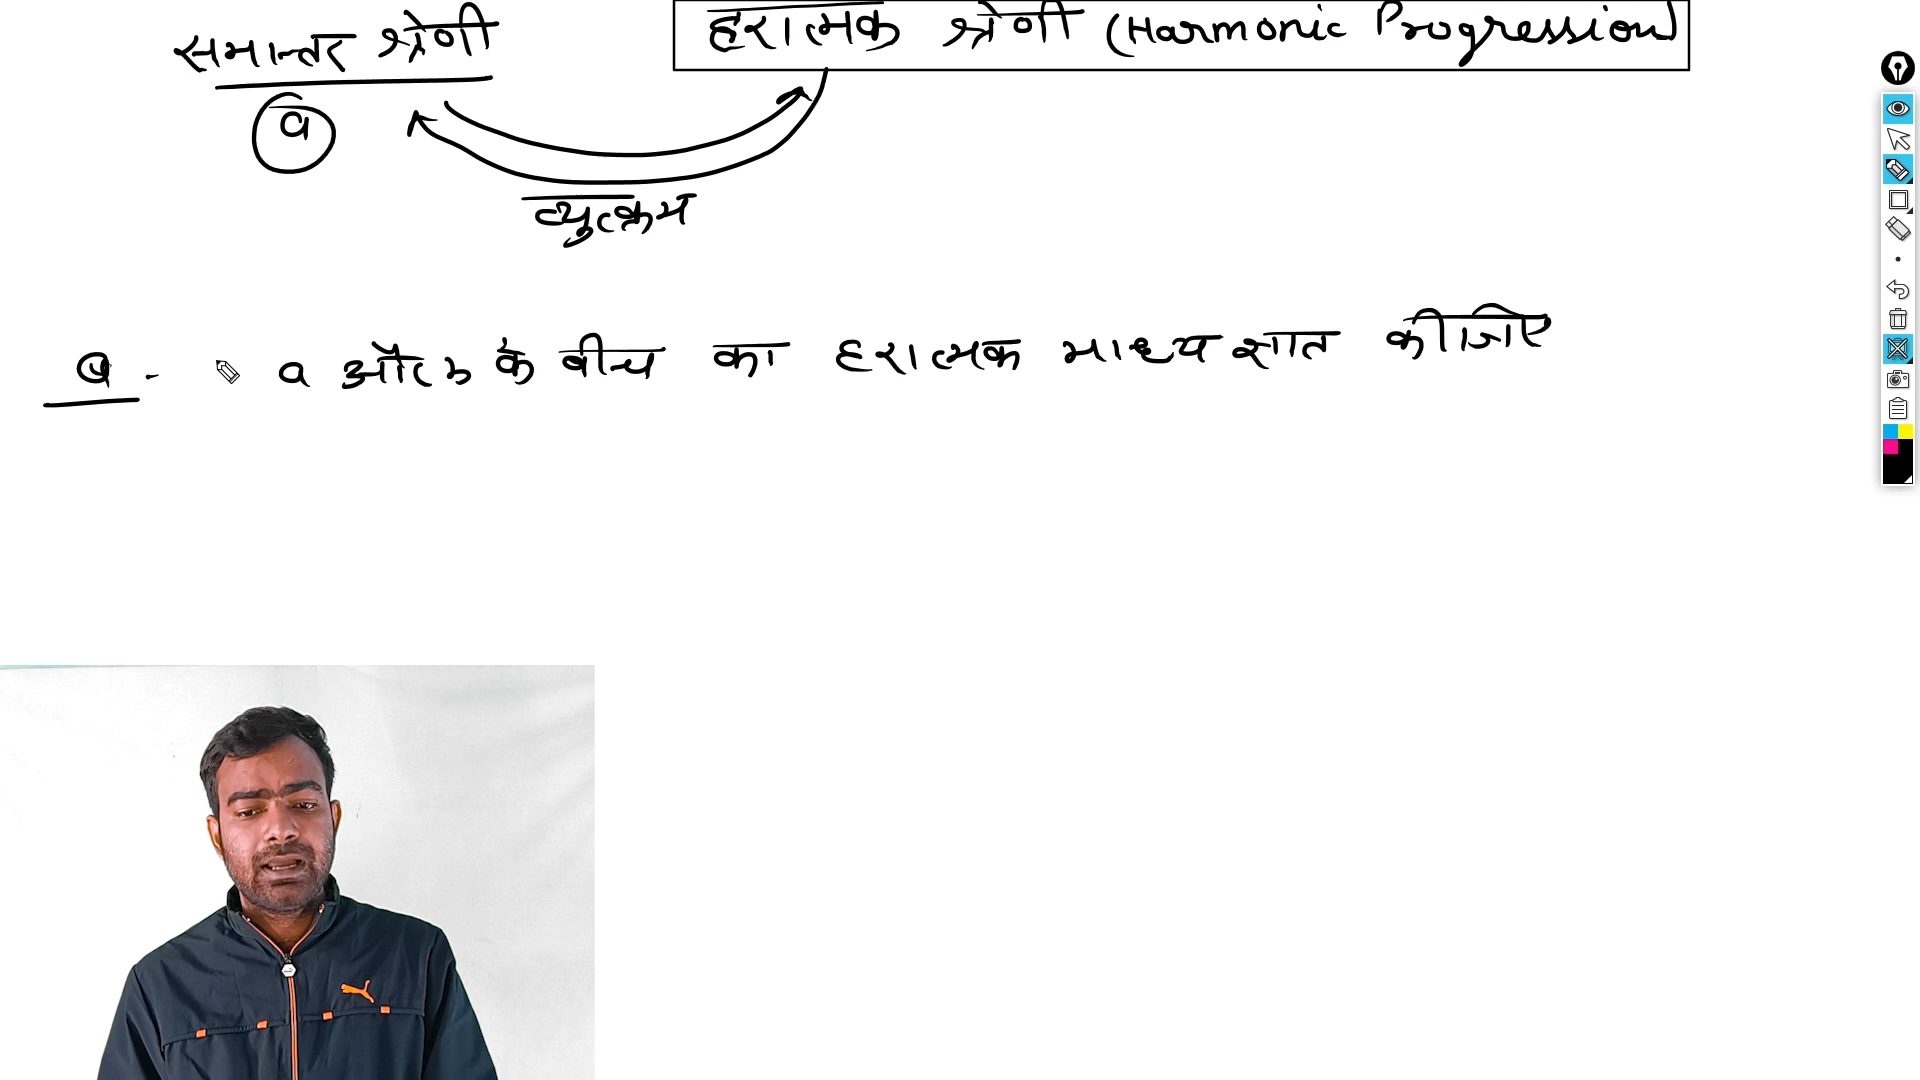 समान्तर श्रेणी हरात्मक श्रेणी (Harmonic Progression)
a
व्युत्क्रम
Q. a और b के बीच का हरात्मक माध्य ज्ञात कीजिए